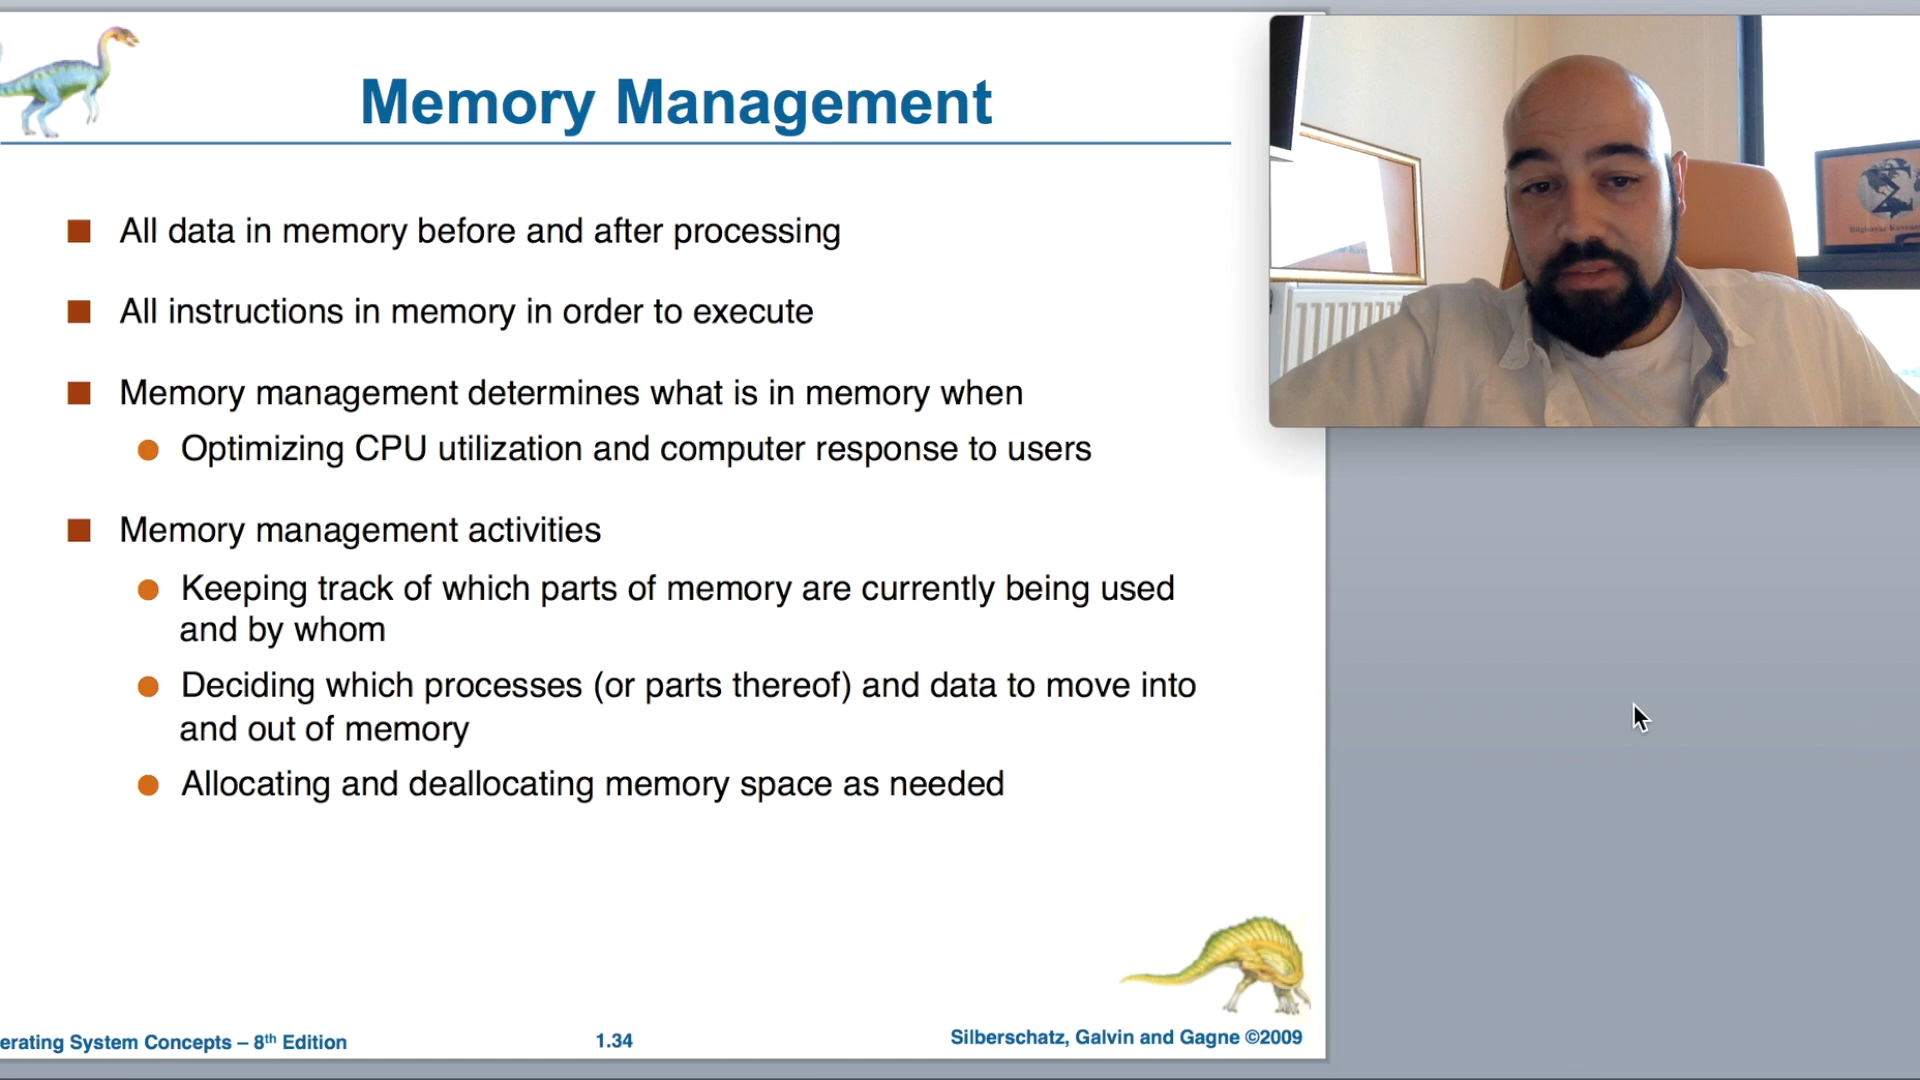 Memory Management
All data in memory before and after processing
All instructions in memory in order to execute
Memory management determines what is in memory when
Optimizing CPU utilization and computer response to users
Memory management activities
Keeping track of which parts of memory are currently being used
and by whom
Deciding which processes (or parts thereof) and data to move into
and out of memory
Allocating and deallocating memory space as needed
erating System Concepts – 8th Edition
1.34
Silberschatz, Galvin and Gagne ©2009